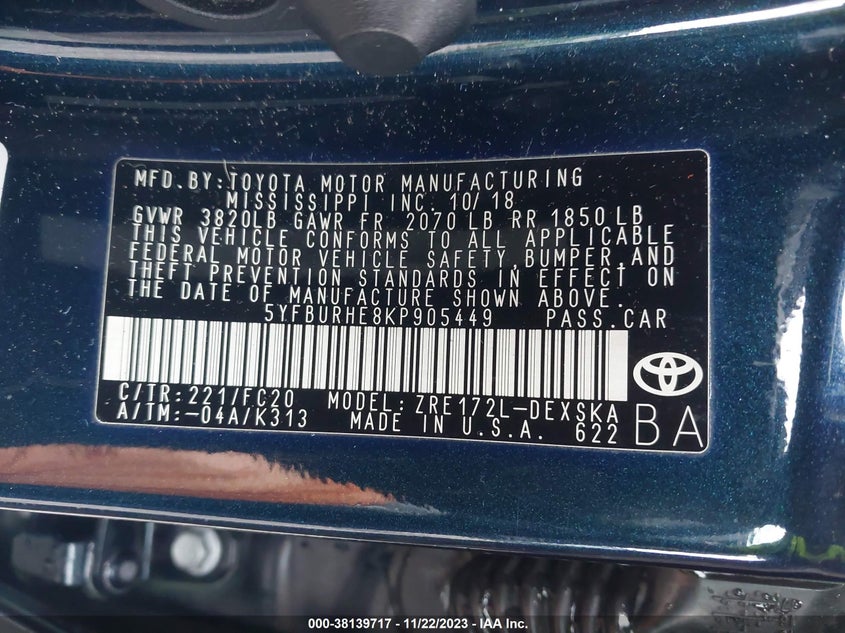 MFD.BY:TOYOTA MOTOR MANUFACTURING
MISSISSIPPI INC. 10/18
GVWR 3820LB GAWR FR 2070 LB RR 1850 LB
THIS VEHICLE CONFORMS TO ALL APPLICABLE
FEDERAL MOTOR VEHICLE SAFETY,BUMPER,AND
THEFT PREVENTION STANDARDS IN EFFECT ON
THE DATE OF MANUFACTURE SHOWN ABOVE.
5YFBURHE8KP905449 PASS.CAR
C/TR:221/FC20 MODEL:ZRE172L-DEXSKA
A/TM:-04A/K313 MADE IN U.S.A. 622
BA
000-38139717 - 11/22/2023 - IAA Inc.